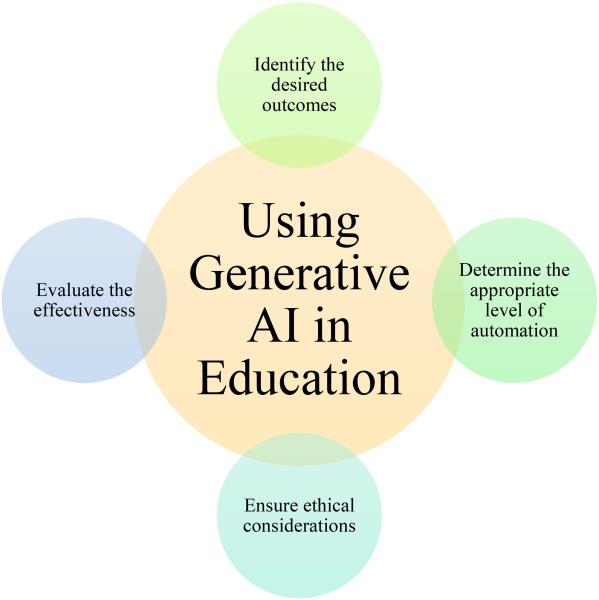 Identify the
desired
outcomes
Using
Generative
AI in
Education
Determine the
appropriate
level of
automation
Ensure ethical
considerations
Evaluate the
effectiveness